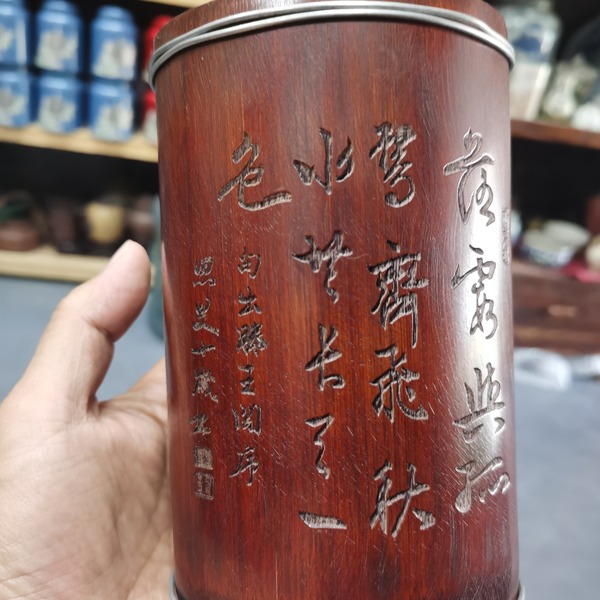 落霞與孤
鶩齊飛秋
水共長天一
色
句出滕王閣序